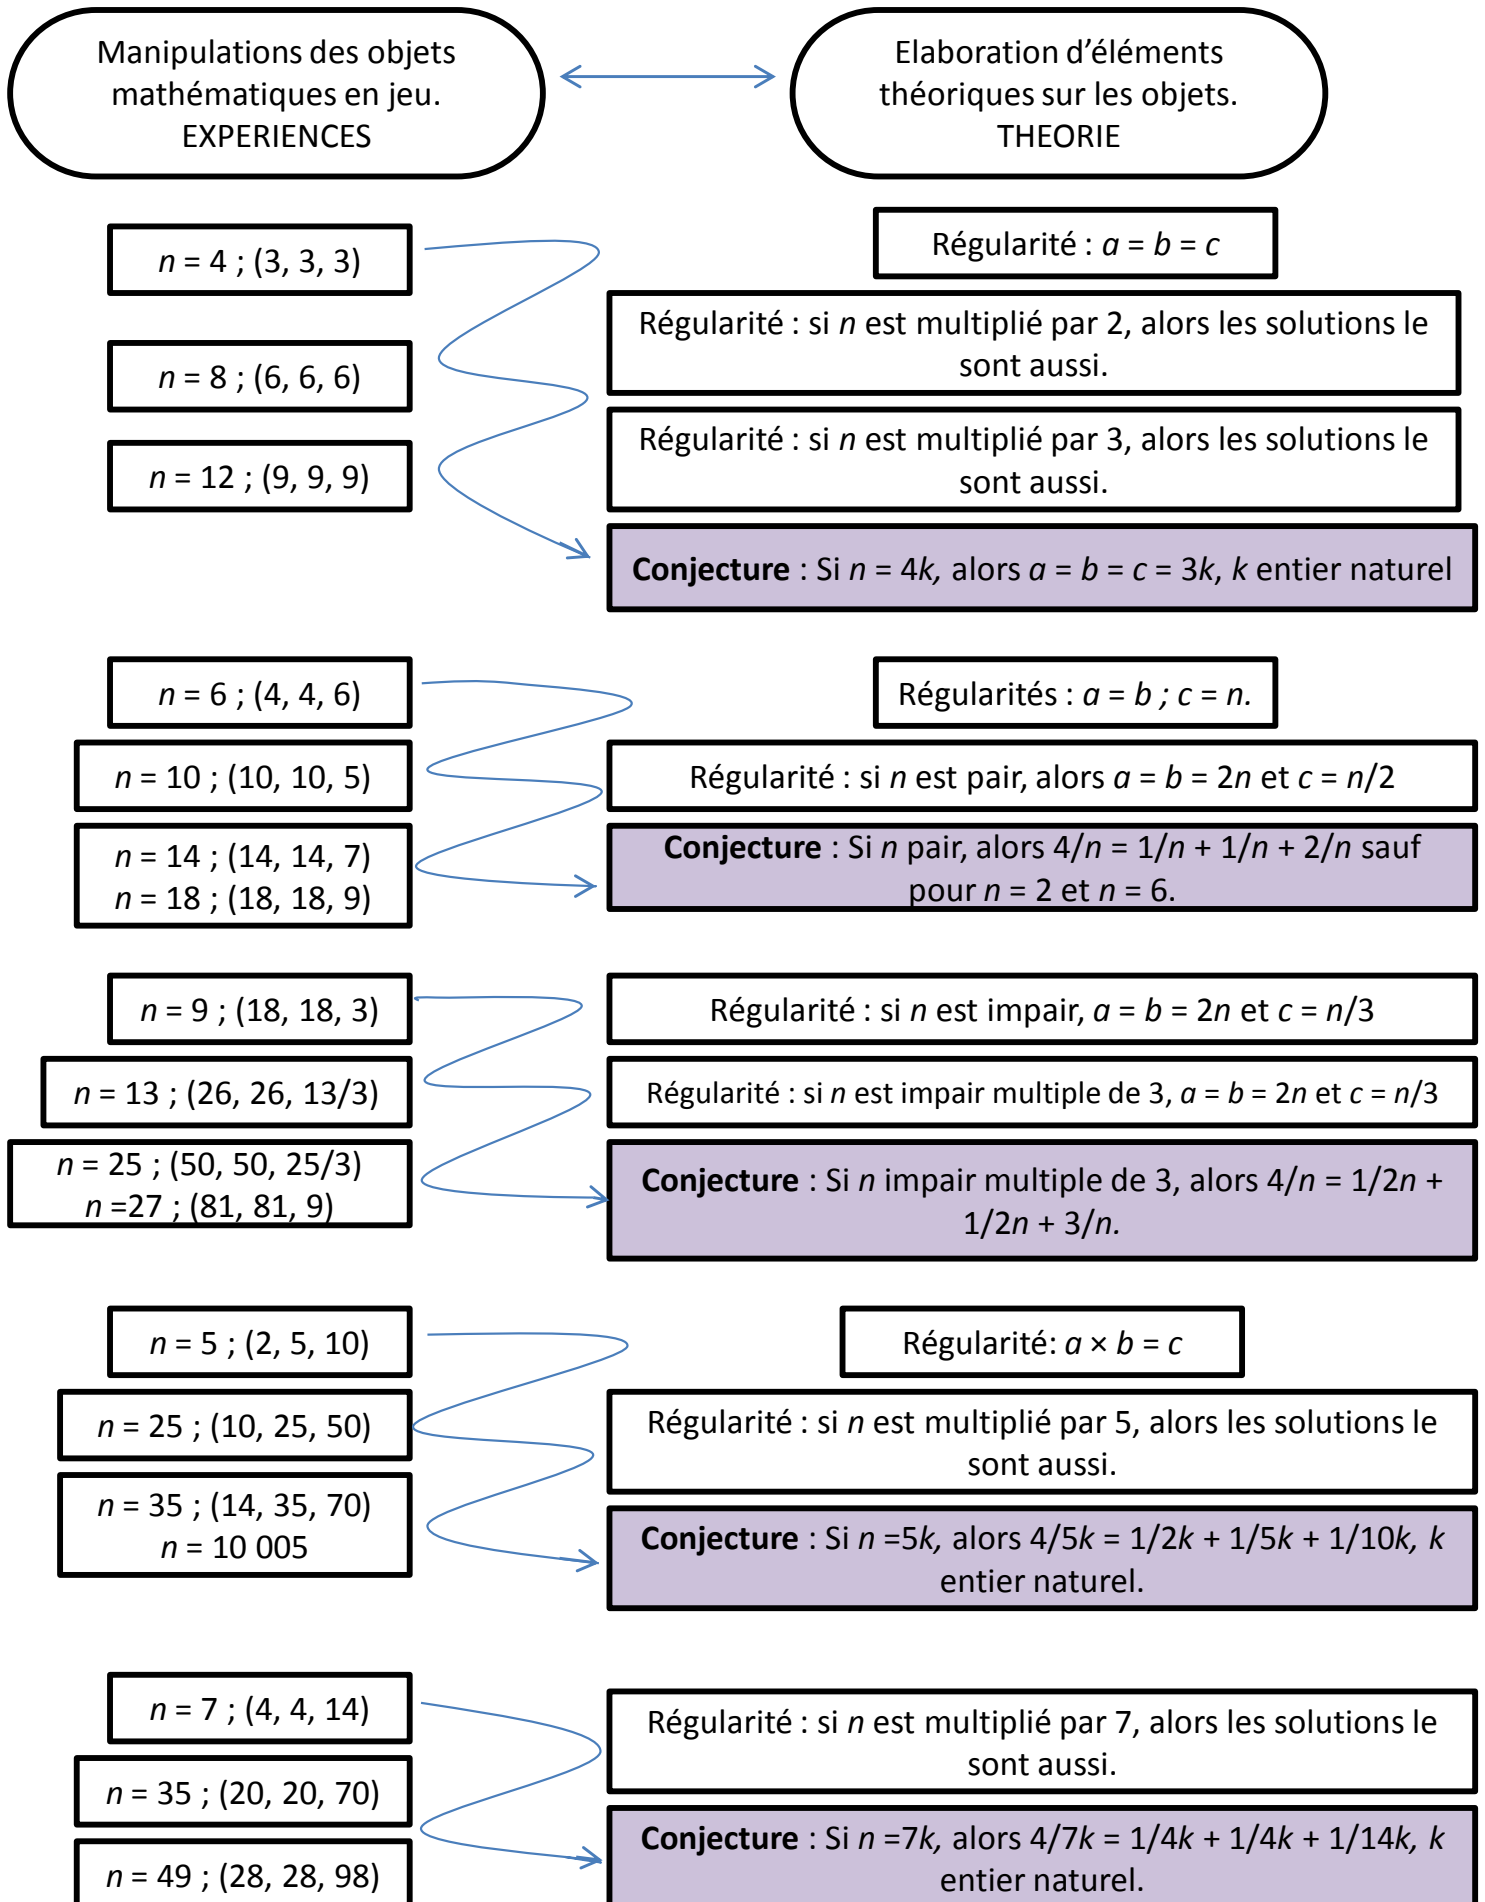 Manipulations des objets
mathématiques en jeu.
EXPERIENCES
Elaboration d’éléments
théoriques sur les objets.
THEORIE
n = 4 ; (3, 3, 3)
Régularité : a = b = c
Régularité : si n est multiplié par 2, alors les solutions le
sont aussi.
n = 8 ; (6, 6, 6)
Régularité : si n est multiplié par 3, alors les solutions le
sont aussi.
n = 12 ; (9, 9, 9)
Conjecture : Si n = 4k, alors a = b = c = 3k, k entier naturel
n = 6 ; (4, 4, 6)
Régularités : a = b ; c = n.
n = 10 ; (10, 10, 5)
Régularité : si n est pair, alors a = b = 2n et c = n/2
n = 14 ; (14, 14, 7)
n = 18 ; (18, 18, 9)
Conjecture : Si n pair, alors 4/n = 1/n + 1/n + 2/n sauf
pour n = 2 et n = 6.
n = 9 ; (18, 18, 3)
Régularité : si n est impair, a = b = 2n et c = n/3
n = 13 ; (26, 26, 13/3)
Régularité : si n est impair multiple de 3, a = b = 2n et c = n/3
n = 25 ; (50, 50, 25/3)
n =27 ; (81, 81, 9)
Conjecture : Si n impair multiple de 3, alors 4/n = 1/2n +
1/2n + 3/n.
n = 5 ; (2, 5, 10)
Régularité: a × b = c
n = 25 ; (10, 25, 50)
Régularité : si n est multiplié par 5, alors les solutions le
sont aussi.
n = 35 ; (14, 35, 70)
n = 10 005
Conjecture : Si n =5k, alors 4/5k = 1/2k + 1/5k + 1/10k, k
entier naturel.
n = 7 ; (4, 4, 14)
Régularité : si n est multiplié par 7, alors les solutions le
sont aussi.
n = 35 ; (20, 20, 70)
n = 49 ; (28, 28, 98)
Conjecture : Si n =7k, alors 4/7k = 1/4k + 1/4k + 1/14k, k
entier naturel.